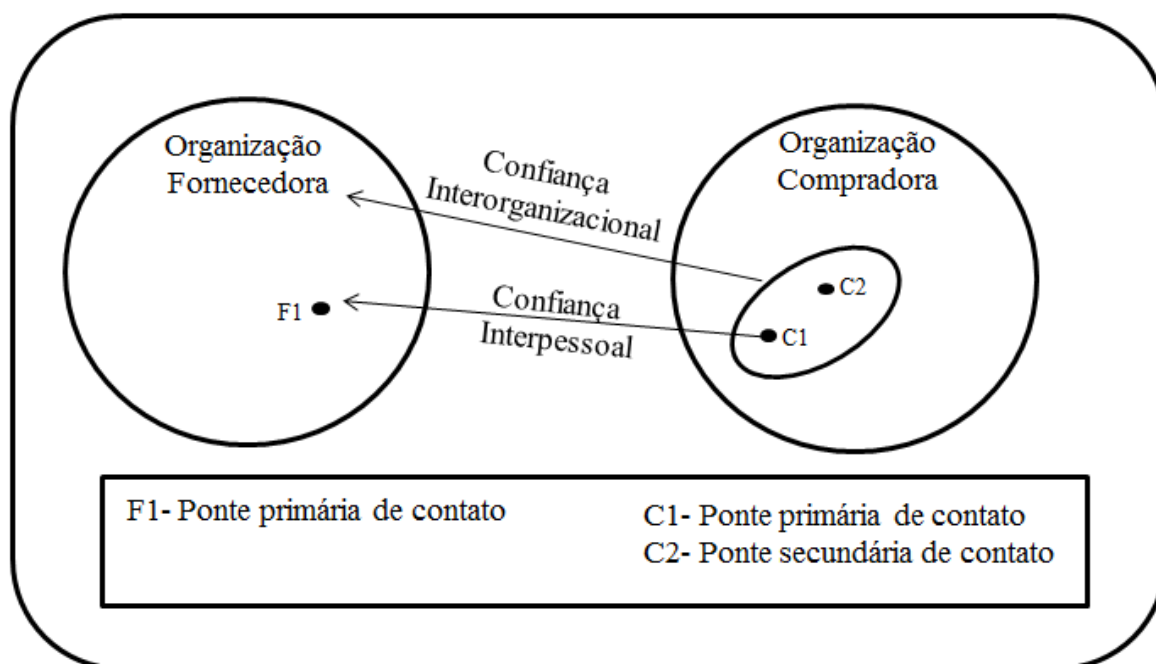 Organização
Fornecedora
Confiança
Interorganizacional
Organização
Compradora
F1
Confiança
Interpessoal
C2
C1
F1- Ponte primária de contato
C1- Ponte primária de contato
C2- Ponte secundária de contato